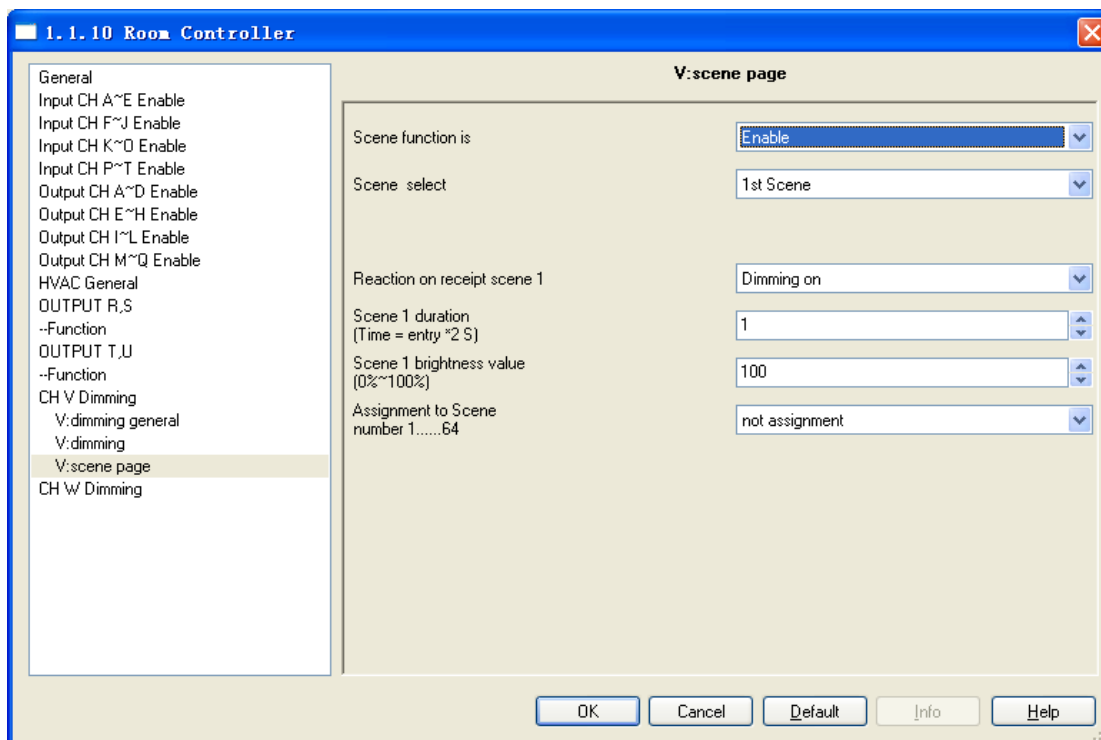 1.1.10 Room Controller
General
Input CH A~E Enable
Input CH F~J Enable
Input CH K~O Enable
Input CH P~T Enable
Output CH A~D Enable
Output CH E~H Enable
Output CH I~L Enable
Output CH M~Q Enable
HVAC General
OUTPUT R,S
--Function
OUTPUT T,U
--Function
CH V Dimming
V:dimming general
V:dimming
V:scene page
CH W Dimming
V:scene page
Scene function is
Enable
Scene select
1st Scene
Reaction on receipt scene 1
Dimming on
Scene 1 duration
(Time = entry *2 S)
1
Scene 1 brightness value
(0%~100%)
100
Assignment to Scene
number 1......64
not assignment
OK
Cancel
Default
Info
Help